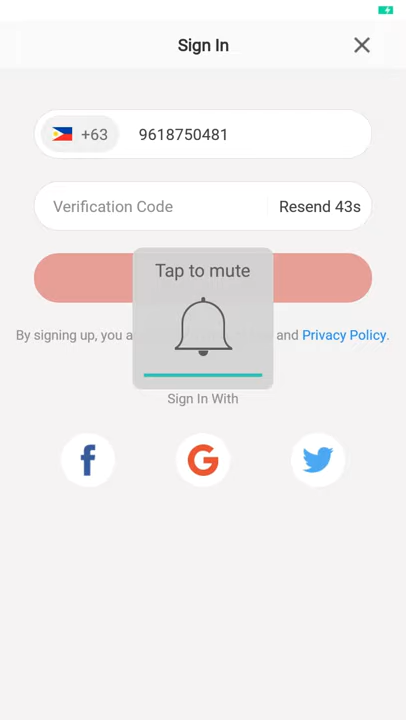 Sign In
+63 9618750481
Verification Code Resend 43s
Tap to mute
By signing up, you a and Privacy Policy.
Sign In With